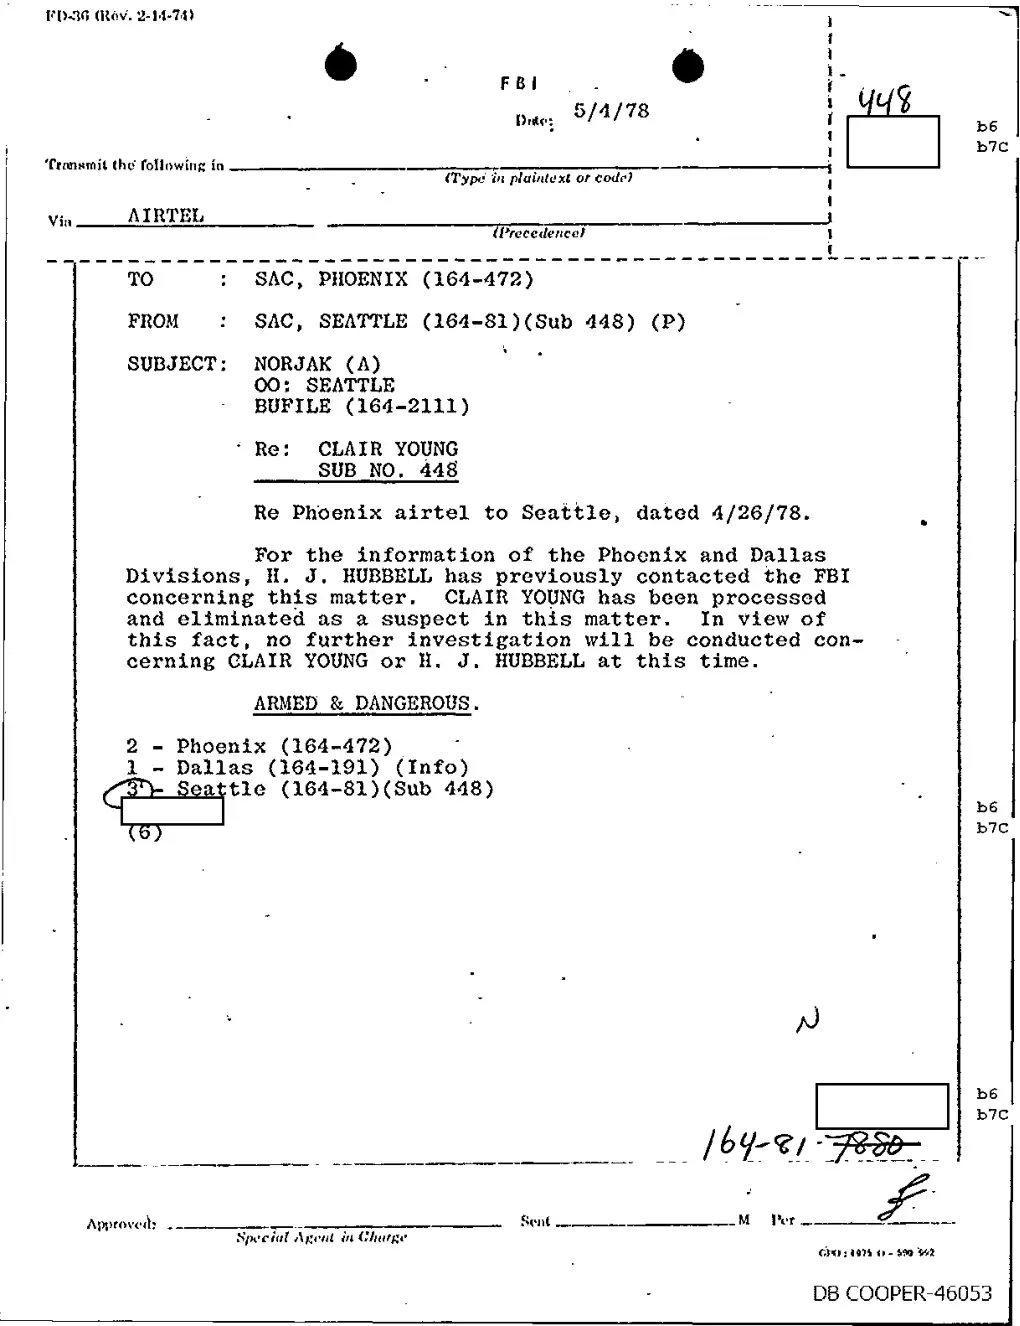 FD-36 (Rev. 2-14-74)
FBI
Date: 5/4/78
448
b6
b7C
Transmit the following in
(Type in plaintext or code)
Via AIRTEL
(Precedence)
TO : SAC, PHOENIX (164-472)
FROM : SAC, SEATTLE (164-81)(Sub 448) (P)
SUBJECT: NORJAK (A)
OO: SEATTLE
BUFILE (164-2111)
Re: CLAIR YOUNG
SUB NO. 448
Re Phoenix airtel to Seattle, dated 4/26/78.
For the information of the Phoenix and Dallas
Divisions, H. J. HUBBELL has previously contacted the FBI
concerning this matter. CLAIR YOUNG has been processed
and eliminated as a suspect in this matter. In view of
this fact, no further investigation will be conducted con-
cerning CLAIR YOUNG or H. J. HUBBELL at this time.
ARMED & DANGEROUS.
2 - Phoenix (164-472)
1 - Dallas (164-191) (Info)
3 - Seattle (164-81)(Sub 448)
b6
b7C
(6)
N
b6
b7C
164-81-7880
Approved: Sent M Per
Special Agent in Charge
GPO : 1975 O - 590-992
DB COOPER-46053